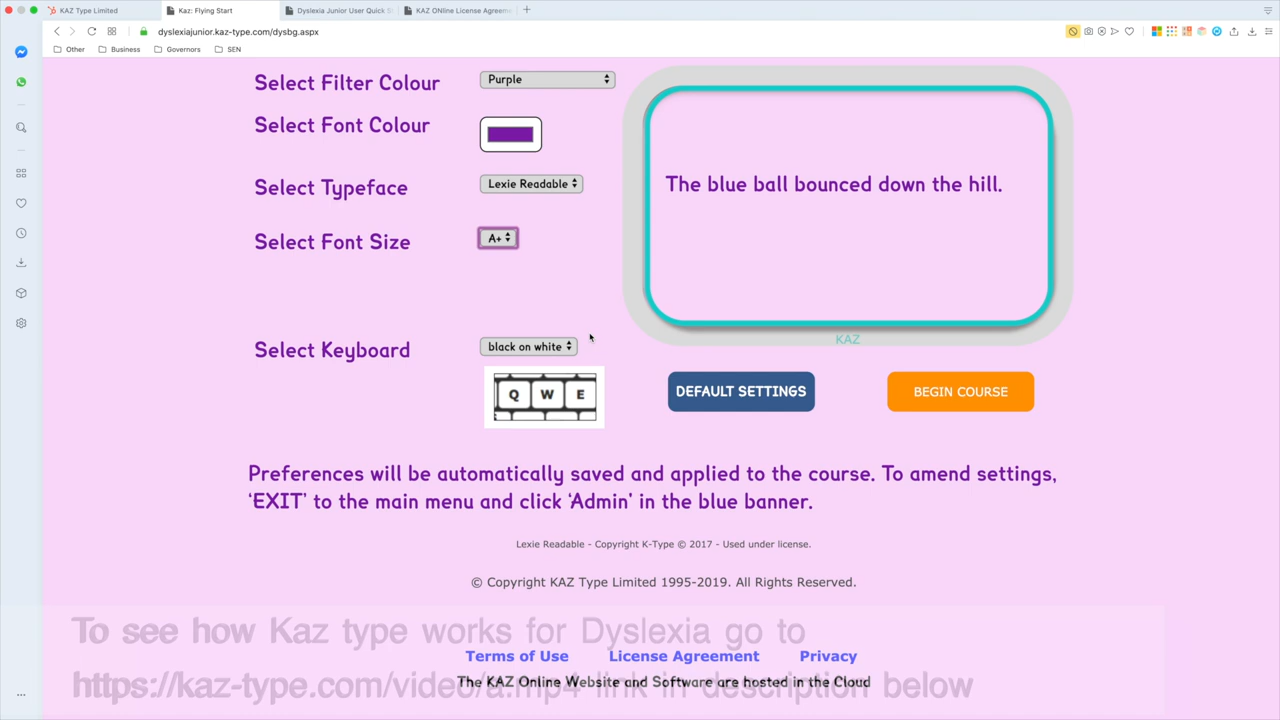 KAZ Type Limited
Kaz: Flying Start
Dyslexia Junior User Quick S
KAZ ONline License Agreem
dyslexiajunior.kaz-type.com/dysbg.aspx
Other
Business
Governors
SEN
Select Filter Colour
Purple
Select Font Colour
Select Typeface
Lexie Readable
The blue ball bounced down the hill.
Select Font Size
A+
KAZ
Select Keyboard
black on white
Q W E
DEFAULT SETTINGS
BEGIN COURSE
Preferences will be automatically saved and applied to the course. To amend settings,
‘EXIT’ to the main menu and click ‘Admin’ in the blue banner.
Lexie Readable - Copyright K-Type © 2017 - Used under license.
© Copyright KAZ Type Limited 1995-2019. All Rights Reserved.
To see how Kaz type works for Dyslexia go to
Terms of Use
License Agreement
Privacy
https://kaz-type.com/video/a.mp4 link in description below
The KAZ Online Website and Software are hosted in the Cloud